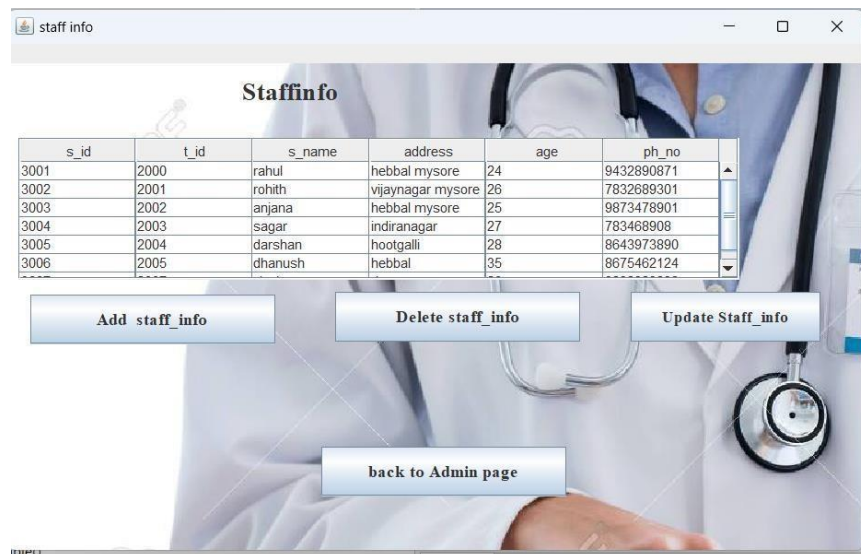 staff info
Staffinfo
s_id t_id s_name address age ph_no
3001 2000 rahul hebbal mysore 24 9432890871
3002 2001 rohith vijaynagar mysore 26 7832689301
3003 2002 anjana hebbal mysore 25 9873478901
3004 2003 sagar indiranagar 27 783468908
3005 2004 darshan hootgalli 28 8643973890
3006 2005 dhanush hebbal 35 8675462124
Add staff_info Delete staff_info Update Staff_info
back to Admin page